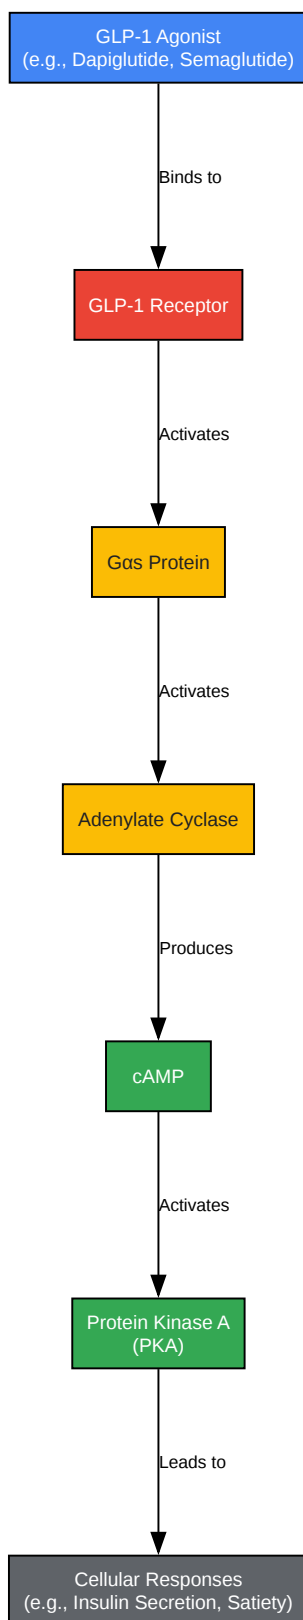 GLP-1 Agonist
(e.g., Dapiglutide, Semaglutide)
Binds to
GLP-1 Receptor
Activates
Gαs Protein
Activates
Adenylate Cyclase
Produces
cAMP
Activates
Protein Kinase A
(PKA)
Leads to
Cellular Responses
(e.g., Insulin Secretion, Satiety)